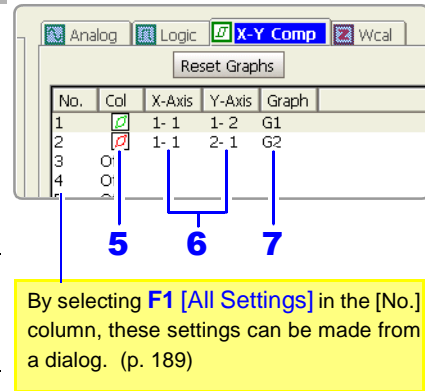 Analog Logic X-Y Comp Wcal
Reset Graphs
No. Col X-Axis Y-Axis Graph
1 1- 1 1- 2 G1
2 1- 1 2- 1 G2
3
4
5 6 7
By selecting F1 [All Settings] in the [No.]
column, these settings can be made from
a dialog. (p. 189)